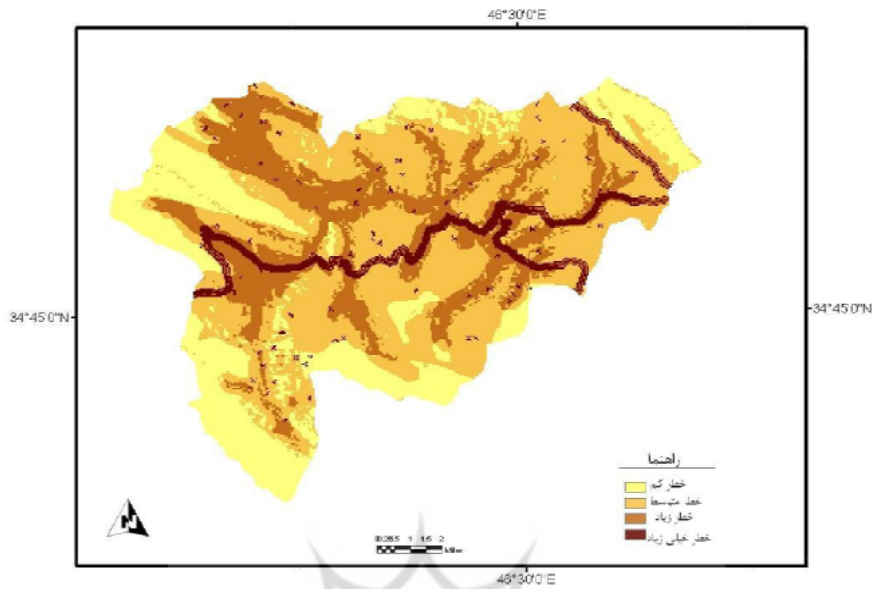 46°30'0"E
34°45'0"N
34°45'0"N
راهنما
خطر کم
خطر متوسط
خطر زیاد
خطر خیلی زیاد
N
Miles
46°30'0"E